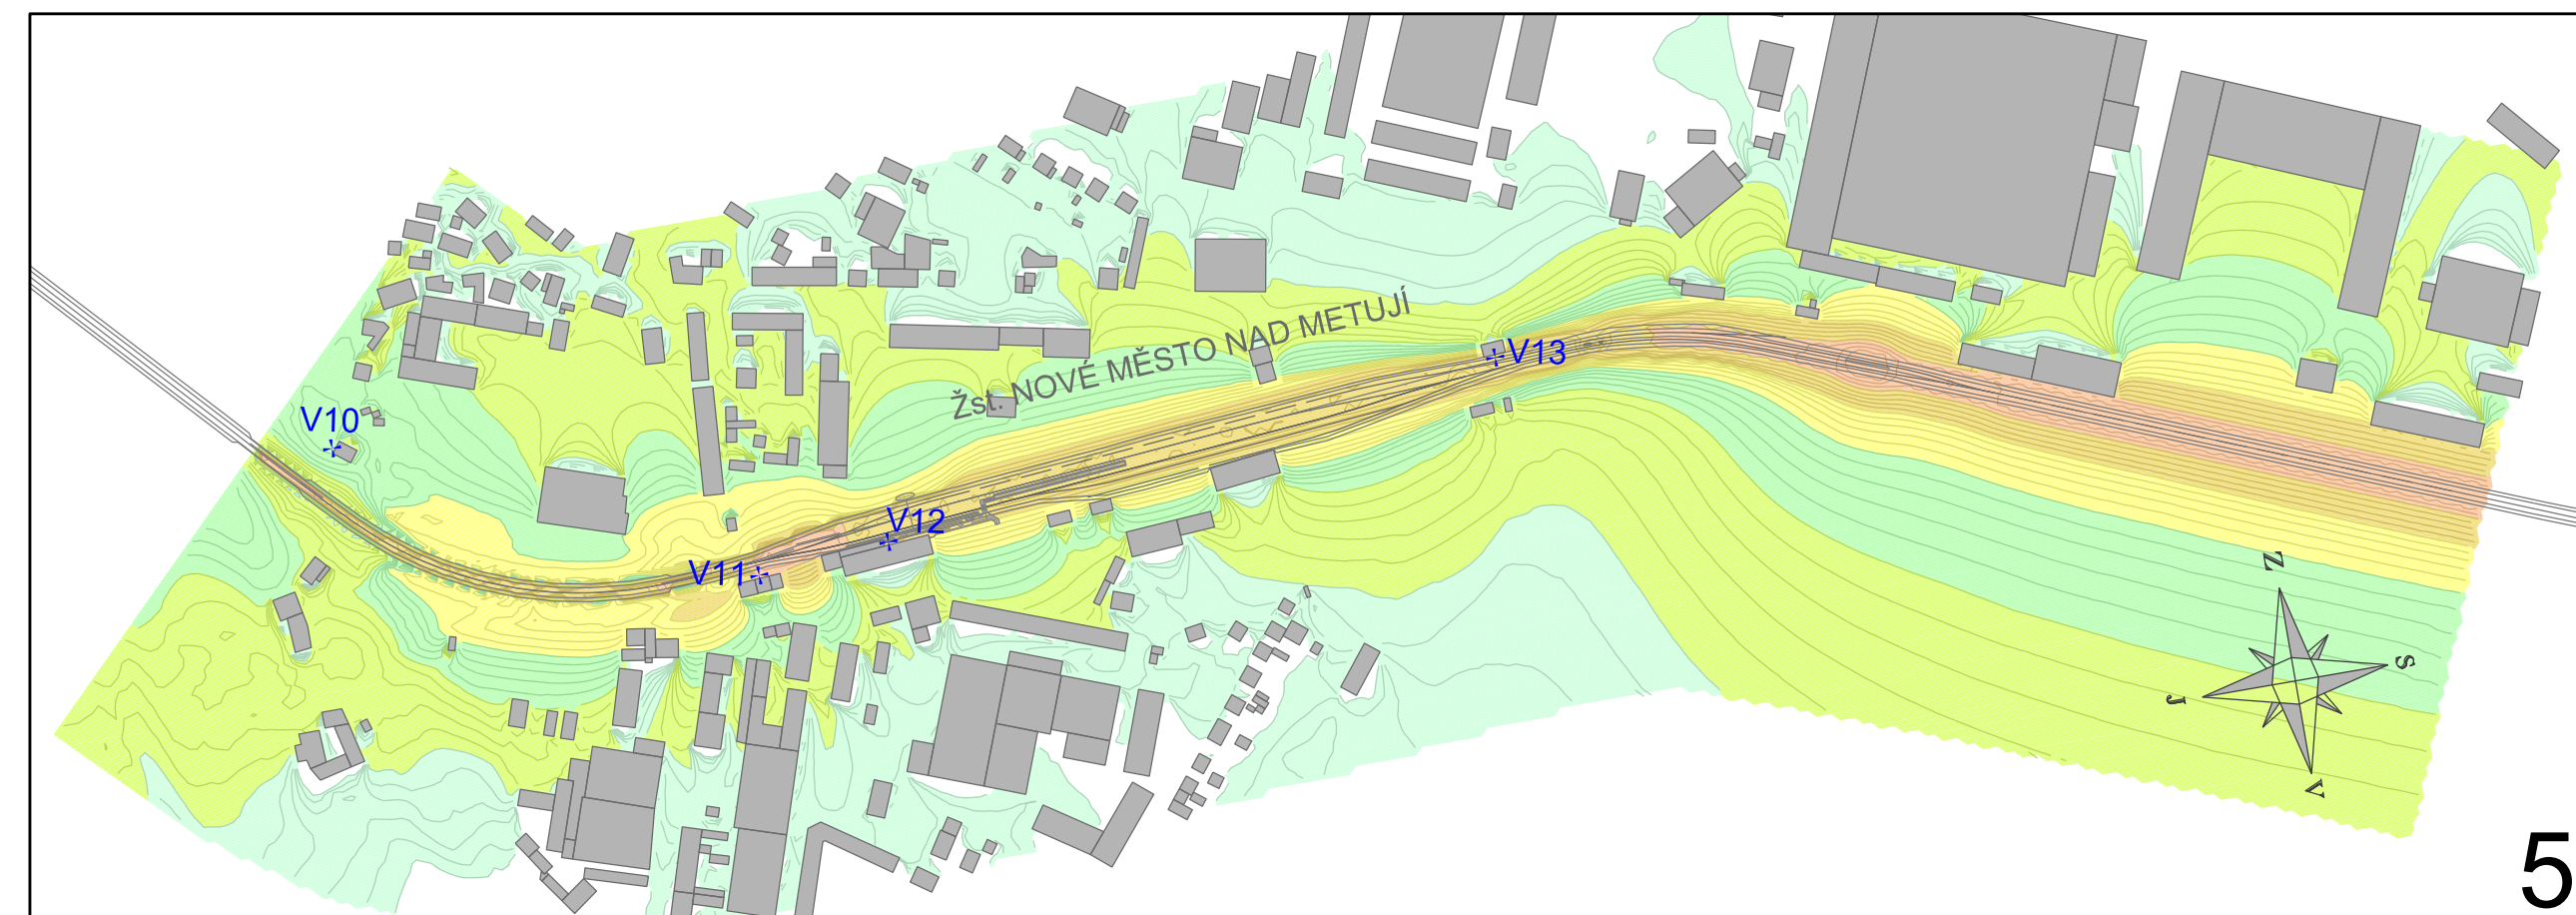 Žst. NOVÉ MĚSTO NAD METUJÍ
V13
V10
V12
V11
Z
S
J
V
5